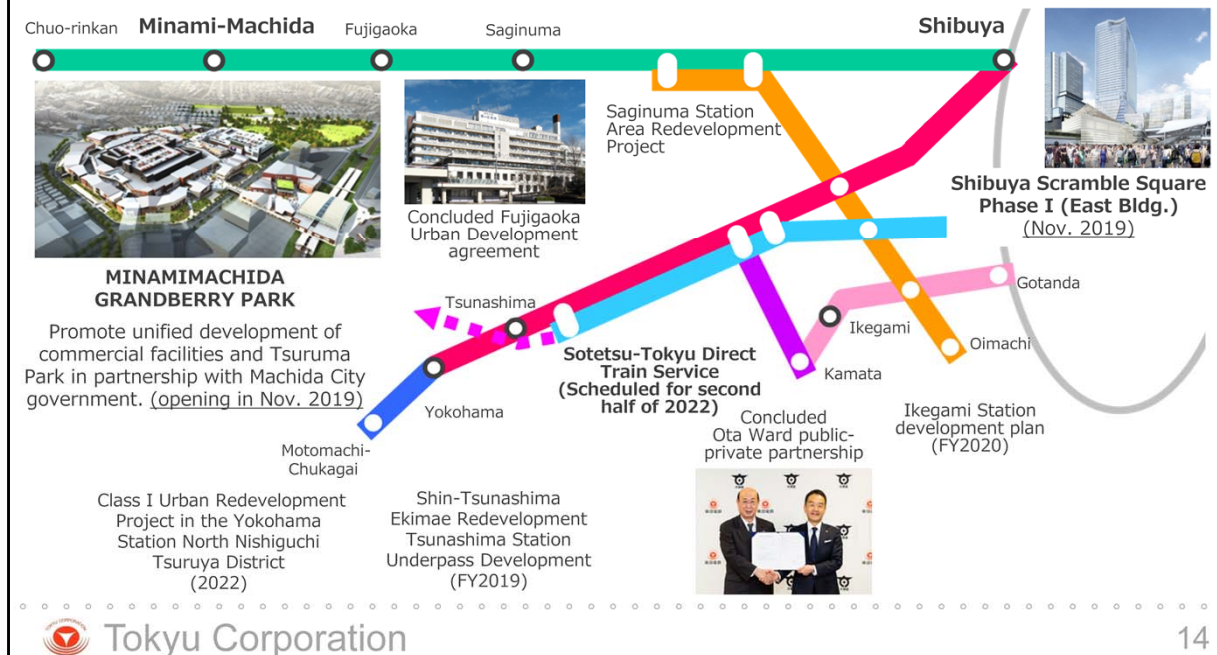 Chuo-rinkan
Minami-Machida
Fujigaoka
Saginuma
Shibuya
Saginuma Station
Area Redevelopment
Project
Concluded Fujigaoka
Urban Development
agreement
Shibuya Scramble Square
Phase I (East Bldg.)
(Nov. 2019)
MINAMIMACHIDA
GRANDBERRY PARK
Promote unified development of
commercial facilities and Tsuruma
Park in partnership with Machida City
government. (opening in Nov. 2019)
Tsunashima
Gotanda
Ikegami
Oimachi
Sotetsu-Tokyu Direct
Train Service
(Scheduled for second
half of 2022)
Kamata
Yokohama
Motomachi-
Chukagai
Concluded
Ota Ward public-
private partnership
Ikegami Station
development plan
(FY2020)
Class I Urban Redevelopment
Project in the Yokohama
Station North Nishiguchi
Tsuruya District
(2022)
Shin-Tsunashima
Ekimae Redevelopment
Tsunashima Station
Underpass Development
(FY2019)
Tokyu Corporation
14